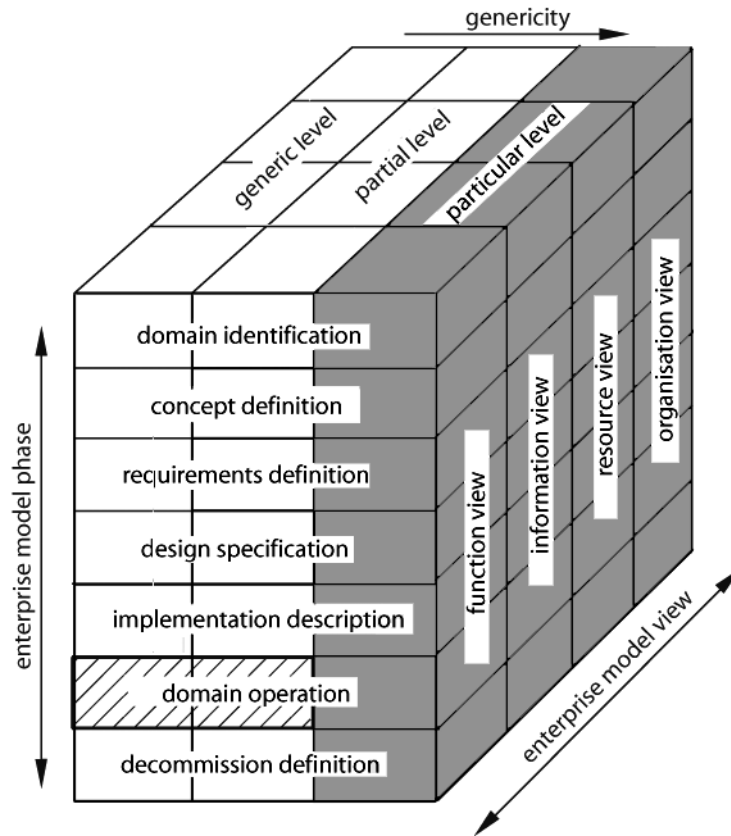 genericity
generic level
partial level
particular level
domain identification
concept definition
requirements definition
design specification
implementation description
domain operation
decommission definition
enterprise model phase
function view
information view
resource view
organisation view
enterprise model view